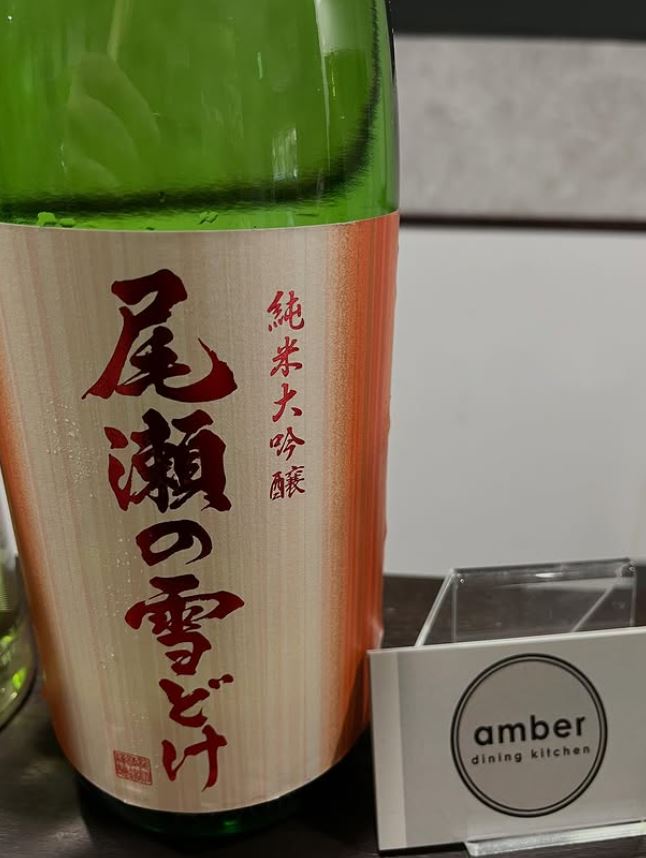 純米大吟醸
尾瀬の雪どけ
amber
dining kitchen